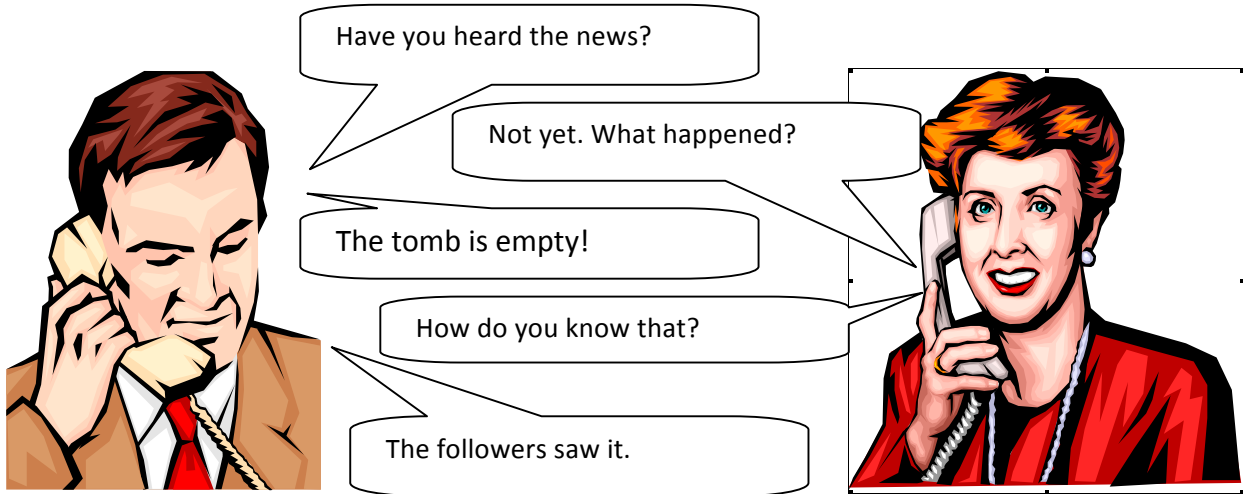 Have you heard the news?
Not yet. What happened?
The tomb is empty!
How do you know that?
The followers saw it.